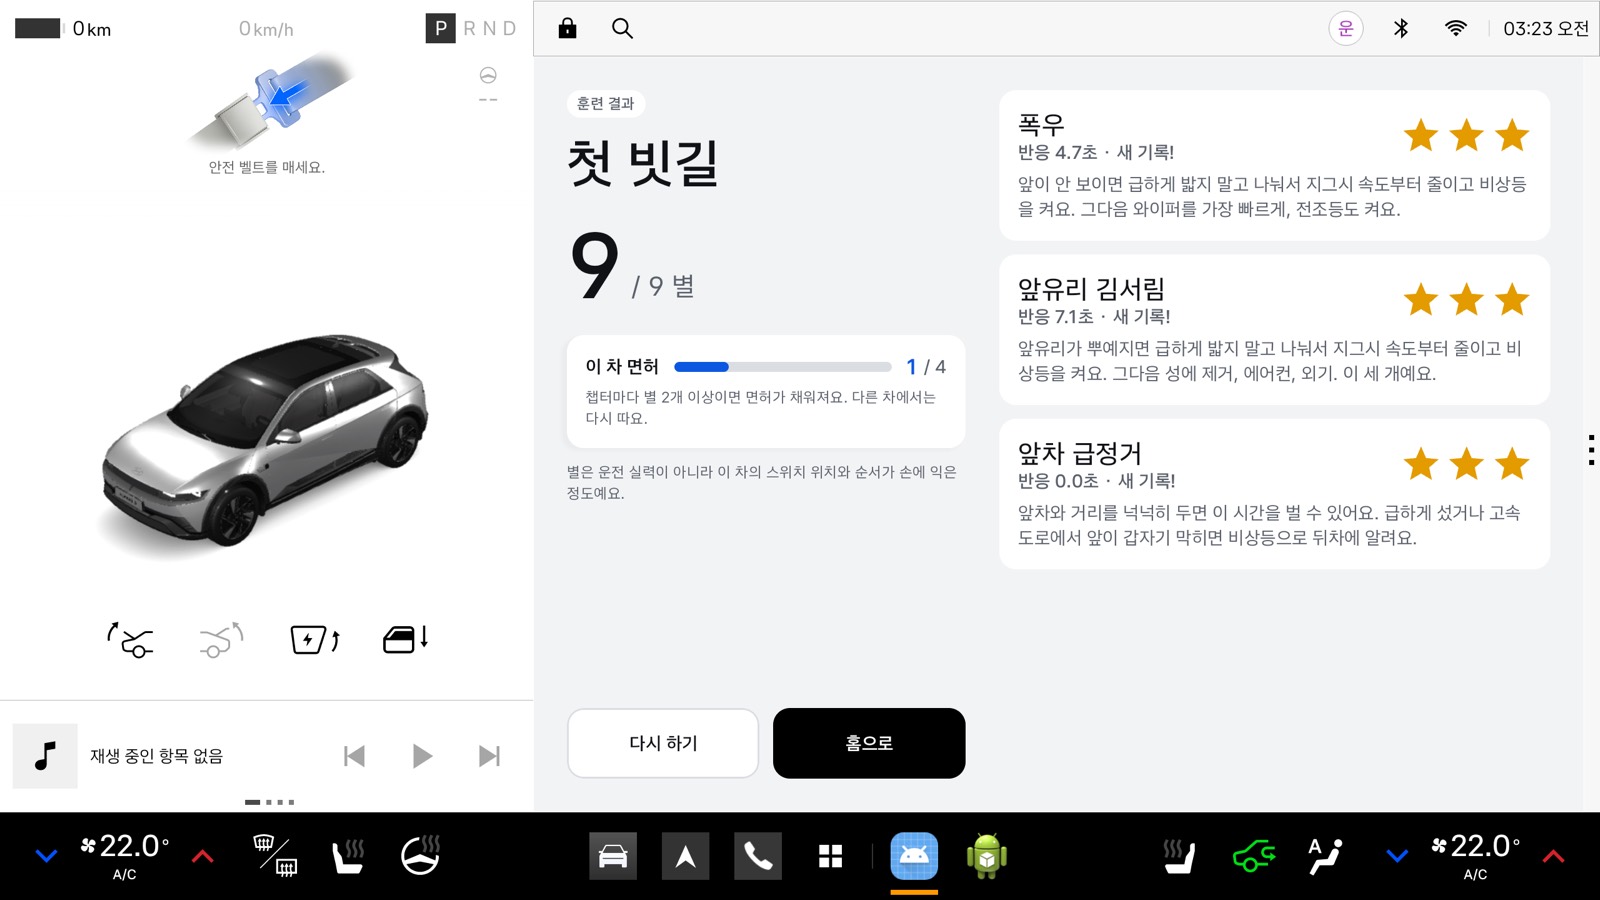 0 km
0 km/h
P R N D
--
안전 벨트를 매세요.
재생 중인 항목 없음
운
03:23 오전
훈련 결과
첫 빗길
9 / 9 별
이 차 면허
1 / 4
챕터마다 별 2개 이상이면 면허가 채워져요. 다른 차에서는
다시 따요.
별은 운전 실력이 아니라 이 차의 스위치 위치와 순서가 손에 익은
정도예요.
다시 하기
홈으로
폭우
반응 4.7초 · 새 기록!
앞이 안 보이면 급하게 밟지 말고 나눠서 지그시 속도부터 줄이고 비상등
을 켜요. 그다음 와이퍼를 가장 빠르게, 전조등도 켜요.
앞유리 김서림
반응 7.1초 · 새 기록!
앞유리가 뿌예지면 급하게 밟지 말고 나눠서 지그시 속도부터 줄이고 비
상등을 켜요. 그다음 성에 제거, 에어컨, 외기. 이 세 개예요.
앞차 급정거
반응 0.0초 · 새 기록!
앞차와 거리를 넉넉히 두면 이 시간을 벌 수 있어요. 급하게 섰거나 고속
도로에서 앞이 갑자기 막히면 비상등으로 뒤차에 알려요.
22.0°
A/C
A
22.0°
A/C